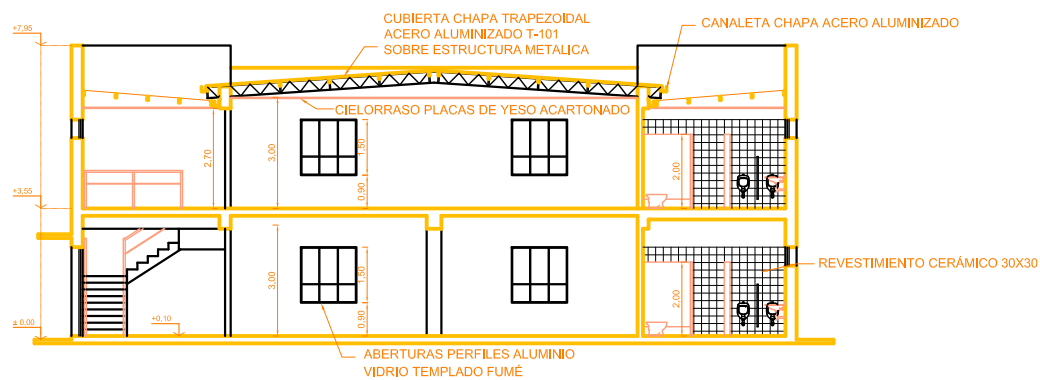 CUBIERTA CHAPA TRAPEZOIDAL
ACERO ALUMINIZADO T-101
SOBRE ESTRUCTURA METALICA
CANALETA CHAPA ACERO ALUMINIZADO
+7,95
CIELORRASO PLACAS DE YESO ACARTONADO
2,70
3,00
1,50
0,90
2,00
+3,55
REVESTIMIENTO CERÁMICO 30X30
3,00
1,50
0,90
2,00
± 0,00
+0,10
ABERTURAS PERFILES ALUMINIO
VIDRIO TEMPLADO FUMÉ